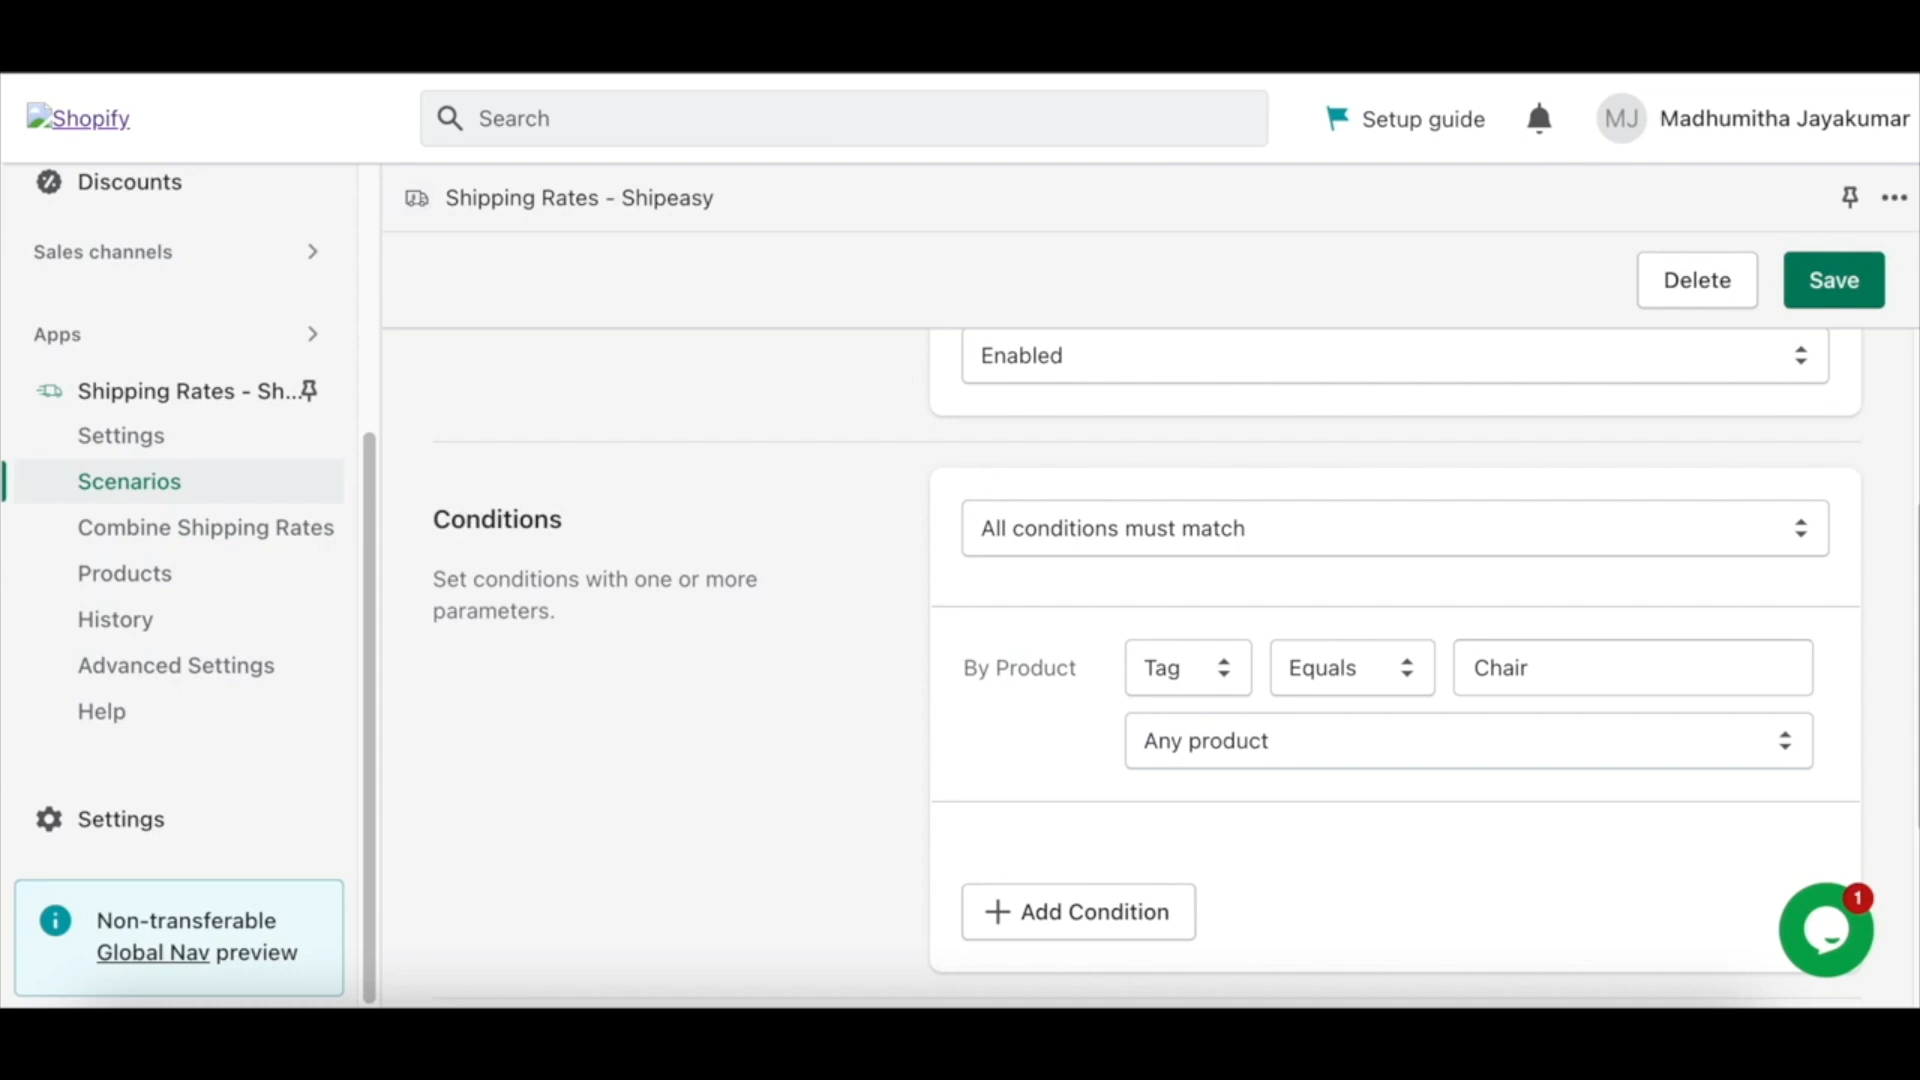 Shopify
Search
Setup guide
MJ
Madhumitha Jayakumar
Discounts
Sales channels
Apps
Shipping Rates - Sh...
Settings
Scenarios
Combine Shipping Rates
Products
History
Advanced Settings
Help
Settings
Non-transferable
Global Nav preview
Shipping Rates - Shipeasy
Delete
Save
Enabled
Conditions
Set conditions with one or more
parameters.
All conditions must match
By Product
Tag
Equals
Chair
Any product
Add Condition
1